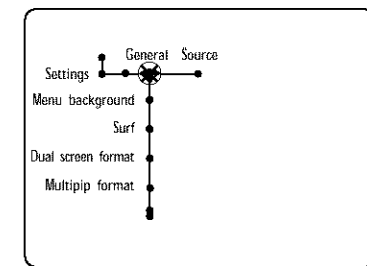 General Source
Settings
Menu background
Surf
Dual screen format
Multipip format